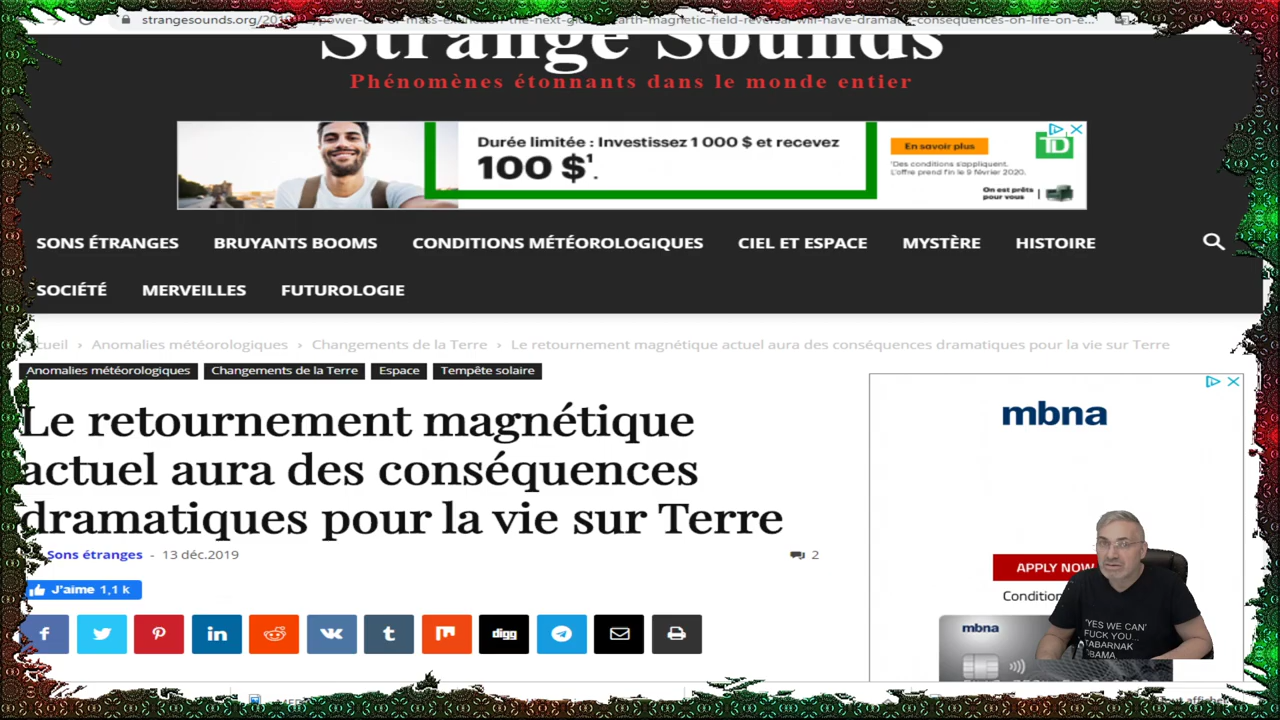 strangesounds.org/
Strange Sounds
Phénomènes étonnants dans le monde entier
Durée limitée : Investissez 1 000 $ et recevez
100 $¹.
En savoir plus
TD
*Des conditions s'appliquent.
L'offre prend fin le 9 février 2020.
On est prêts
pour vous
SONS ÉTRANGES BRUYANTS BOOMS CONDITIONS MÉTÉOROLOGIQUES CIEL ET ESPACE MYSTÈRE HISTOIRE
SOCIÉTÉ MERVEILLES FUTUROLOGIE
› Anomalies météorologiques › Changements de la Terre › Le retournement magnétique actuel aura des conséquences dramatiques pour la vie sur Terre
Anomalies météorologiques Changements de la Terre Espace Tempête solaire
Le retournement magnétique
actuel aura des conséquences
dramatiques pour la vie sur Terre
Sons étranges - 13 déc.2019 2
J'aime 1,1 k
digg
mbna
APPLY NOW
mbna
'YES WE CAN'
FUCK YOU...
TABARNAK
OBAMA